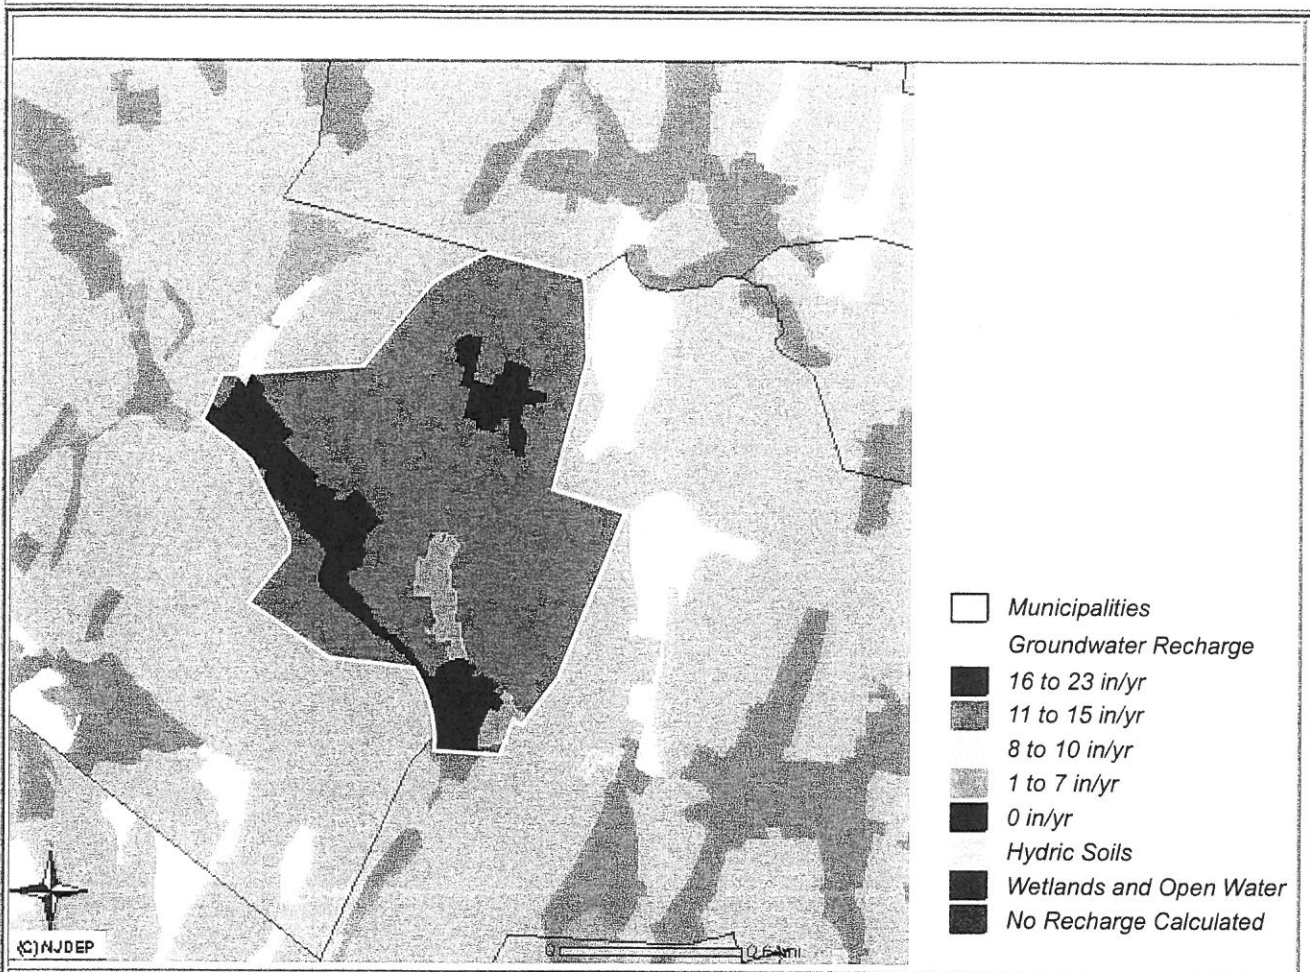 Municipalities
Groundwater Recharge
16 to 23 in/yr
11 to 15 in/yr
8 to 10 in/yr
1 to 7 in/yr
0 in/yr
Hydric Soils
Wetlands and Open Water
No Recharge Calculated
(C)NJDEP